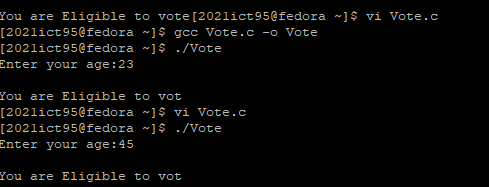 You are Eligible to vote[2021ict95@fedora ~]$ vi Vote.c
[2021ict95@fedora ~]$ gcc Vote.c -o Vote
[2021ict95@fedora ~]$ ./Vote
Enter your age:23
You are Eligible to vot
[2021ict95@fedora ~]$ vi Vote.c
[2021ict95@fedora ~]$ ./Vote
Enter your age:45
You are Eligible to vot